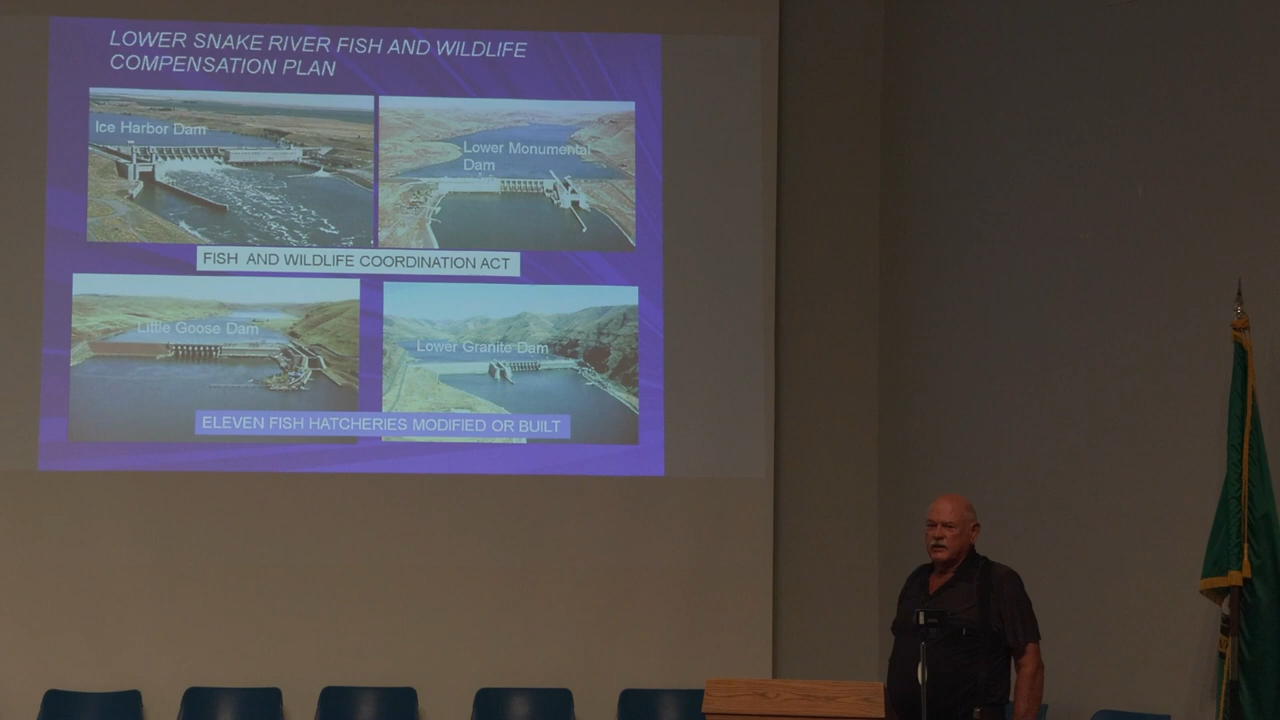 LOWER SNAKE RIVER FISH AND WILDLIFE
COMPENSATION PLAN
Ice Harbor Dam
Lower Monumental
Dam
FISH AND WILDLIFE COORDINATION ACT
Little Goose Dam
Lower Granite Dam
ELEVEN FISH HATCHERIES MODIFIED OR BUILT